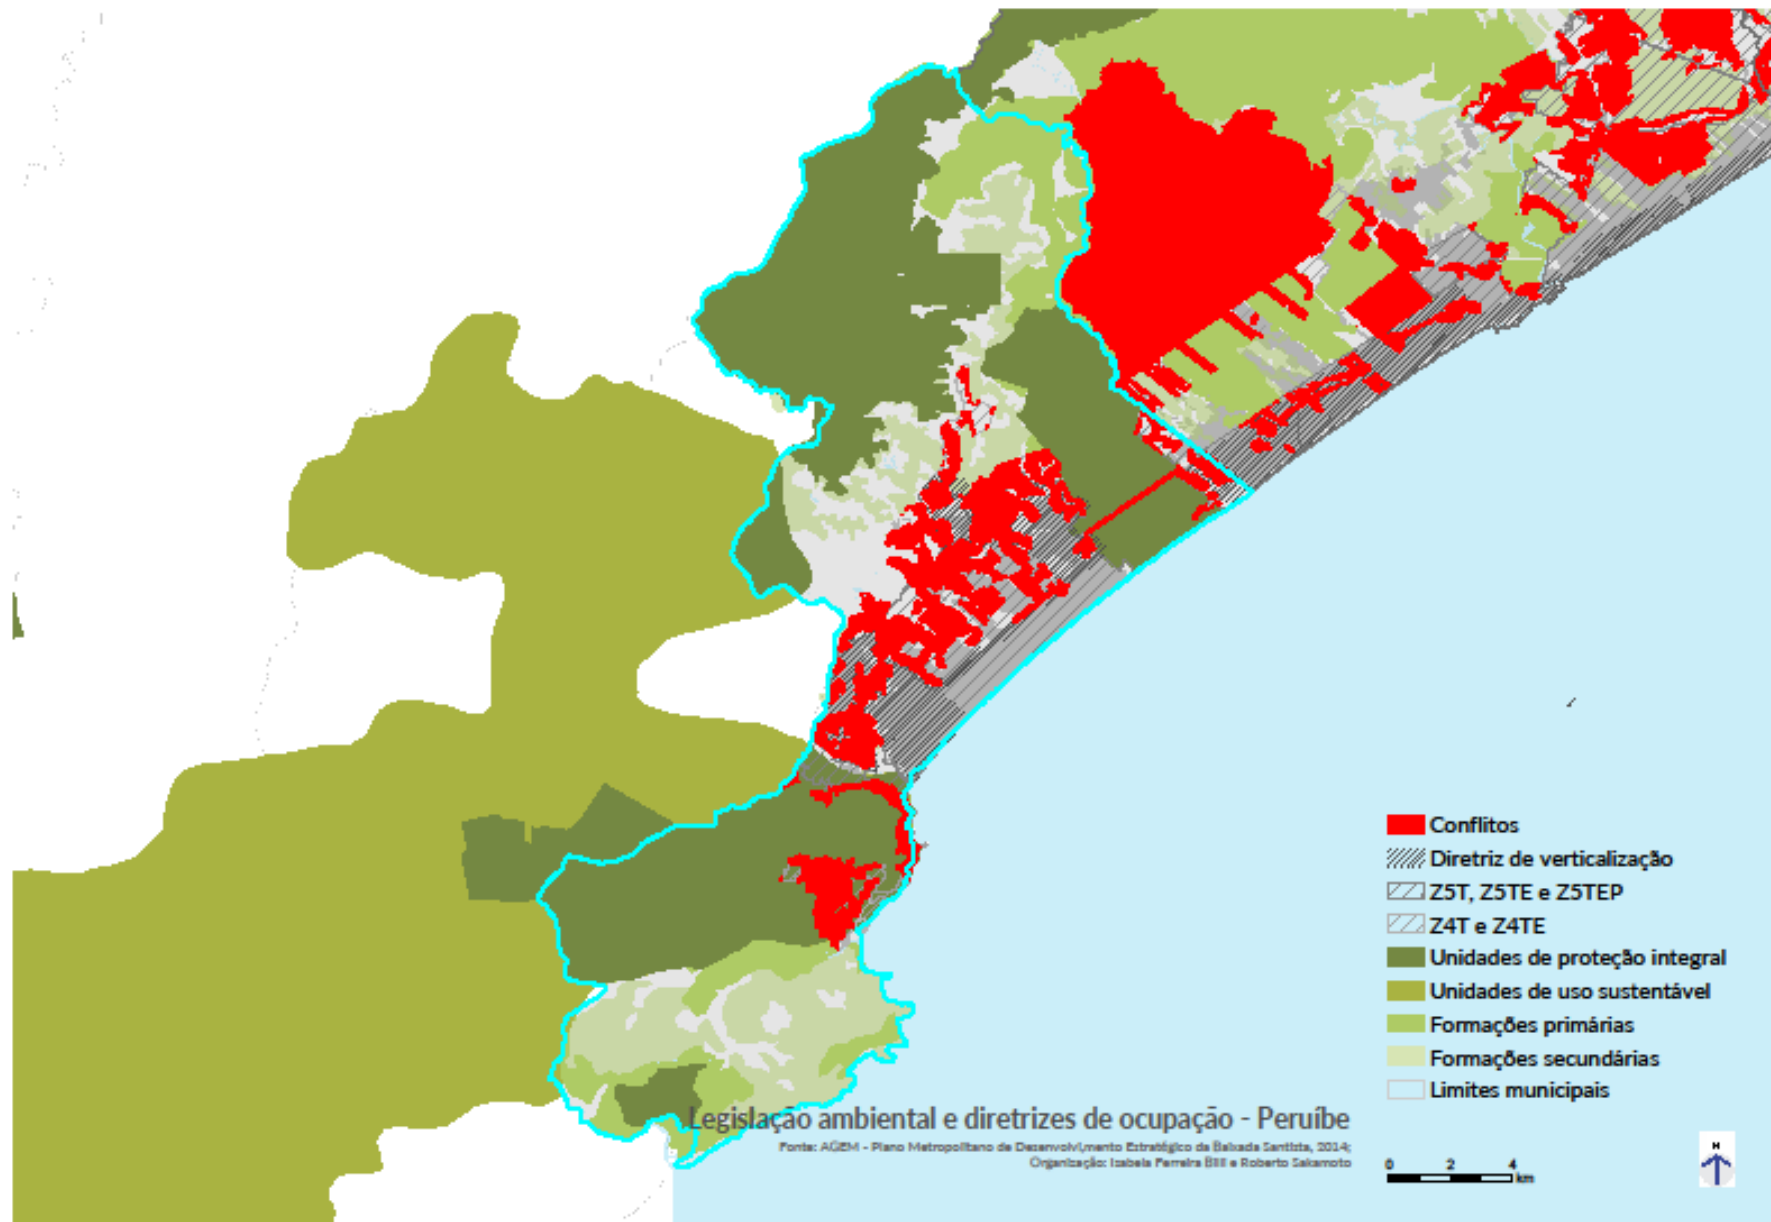 Conflitos
Diretriz de verticalização
Z5T, Z5TE e Z5TEP
Z4T e Z4TE
Unidades de proteção integral
Unidades de uso sustentável
Formações primárias
Formações secundárias
Limites municipais
Legislação ambiental e diretrizes de ocupação - Peruíbe
Fonte: AGEM - Plano Metropolitano de Desenvolvimento Estratégico da Baixada Santista, 2014;
Organização: Isabela Ferreira Bili e Roberto Sakamoto
0 2 4
km
N